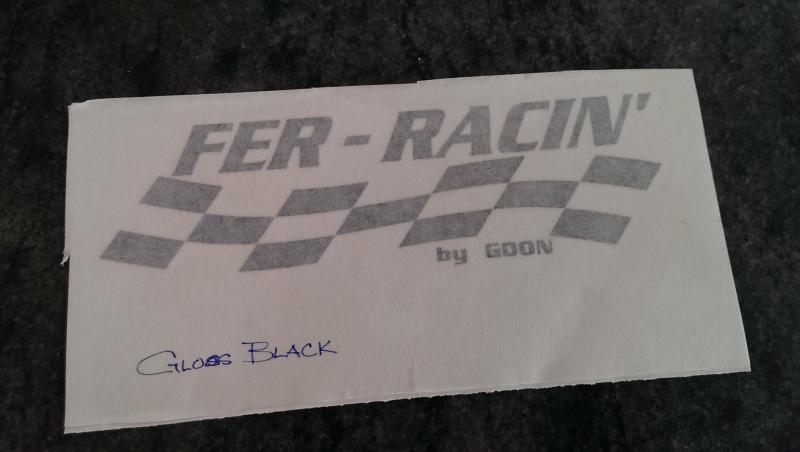 FER - RACIN'
by GOON
GLOSS BLACK